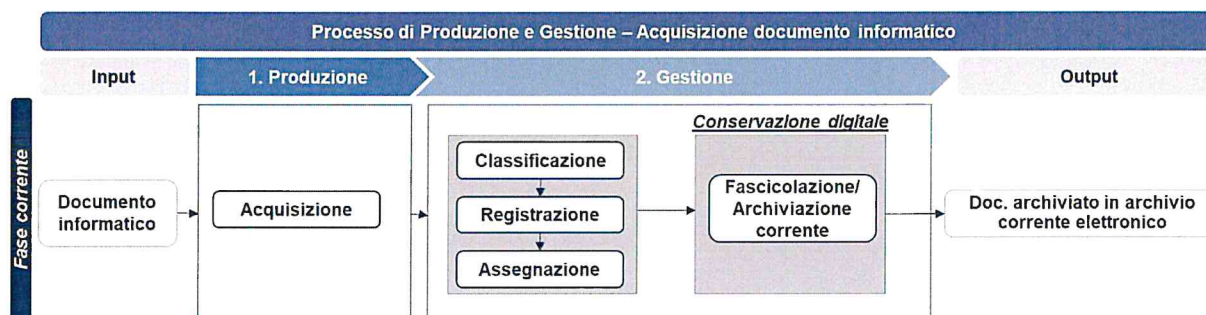 Processo di Produzione e Gestione – Acquisizione documento informatico
Input
1. Produzione
2. Gestione
Output
Fase corrente
Documento
informatico
Acquisizione
Classificazione
Registrazione
Assegnazione
Conservazione digitale
Fascicolazione/
Archiviazione
corrente
Doc. archiviato in archivio
corrente elettronico